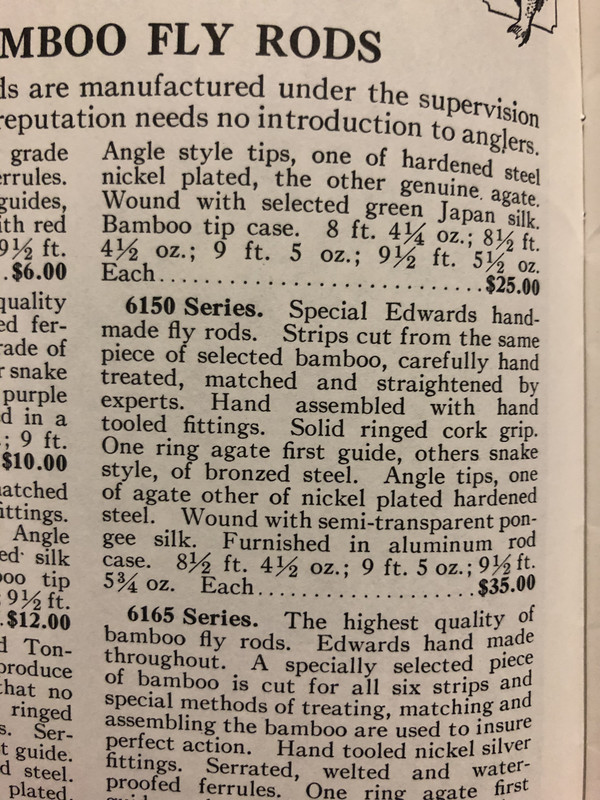 MBOO FLY RODS
ds are manufactured under the supervision
reputation needs no introduction to anglers.
grade
errules.
guides,
ith red
9½ ft.
.$6.00
quality
ed fer-
rade of
r snake
purple
d in a
; 9 ft.
$10.00
matched
ittings.
Angle
ed silk
boo tip
; 9½ ft.
.$12.00
d Ton-
produce
that no
ringed
s. Ser-
t guide.
d steel.
plated.
Angle style tips, one of hardened steel
nickel plated, the other genuine agate.
Wound with selected green Japan silk.
Bamboo tip case. 8 ft. 4¼ oz.; 8½ ft.
4½ oz.; 9 ft. 5 oz.; 9½ ft. 5½ oz.
Each..............................$25.00
6150 Series. Special Edwards hand-
made fly rods. Strips cut from the same
piece of selected bamboo, carefully hand
treated, matched and straightened by
experts. Hand assembled with hand
tooled fittings. Solid ringed cork grip.
One ring agate first guide, others snake
style, of bronzed steel. Angle tips, one
of agate other of nickel plated hardened
steel. Wound with semi-transparent pon-
gee silk. Furnished in aluminum rod
case. 8½ ft. 4½ oz.; 9 ft. 5 oz.; 9½ ft.
5¾ oz. Each....................$35.00
6165 Series. The highest quality of
bamboo fly rods. Edwards hand made
throughout. A specially selected piece
of bamboo is cut for all six strips and
special methods of treating, matching and
assembling the bamboo are used to insure
perfect action. Hand tooled nickel silver
fittings. Serrated, welted and water-
proofed ferrules. One ring agate first